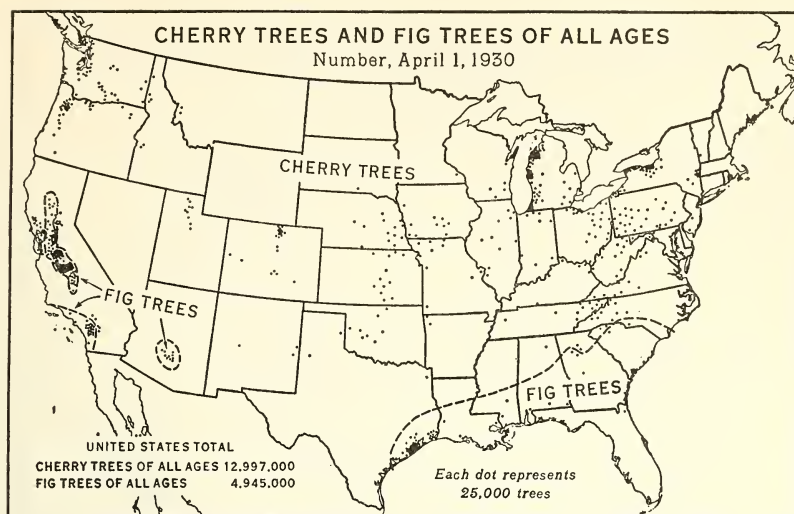 CHERRY TREES AND FIG TREES OF ALL AGES
Number, April 1, 1930
CHERRY TREES
FIG TREES
FIG TREES
UNITED STATES TOTAL
CHERRY TREES OF ALL AGES 12,997,000
FIG TREES OF ALL AGES 4,945,000
Each dot represents
25,000 trees